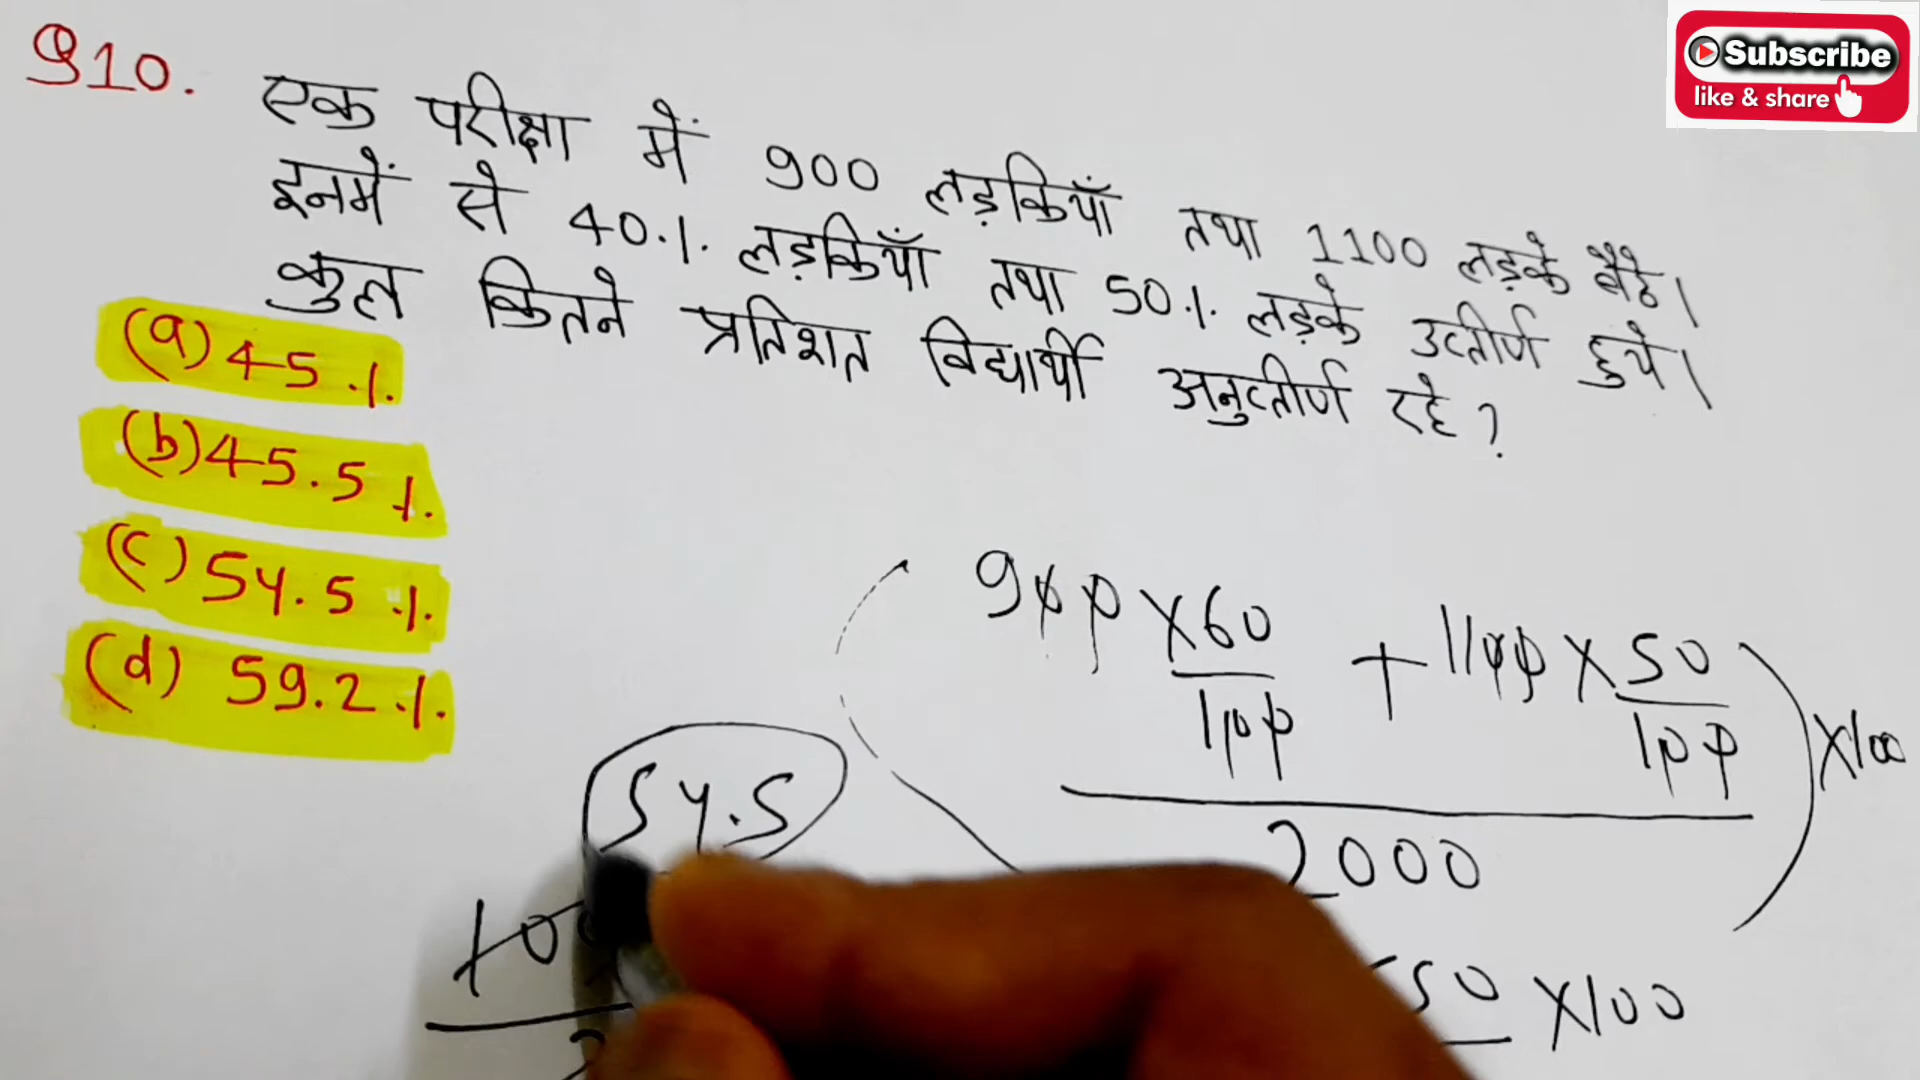 Q10.
एक परीक्षा में 900 लड़कियाँ तथा 1100 लड़के बैठे।
इनमें से 40% लड़कियाँ तथा 50% लड़के उत्तीर्ण हुये।
कुल कितने प्रतिशत विद्यार्थी अनुत्तीर्ण रहे?
(a) 45%
(b) 45.5%
(c) 54.5%
(d) 59.2%
Subscribe
like & share
900 × 60/100 + 1100 × 50/100
2000
×100
54.5
50 ×100